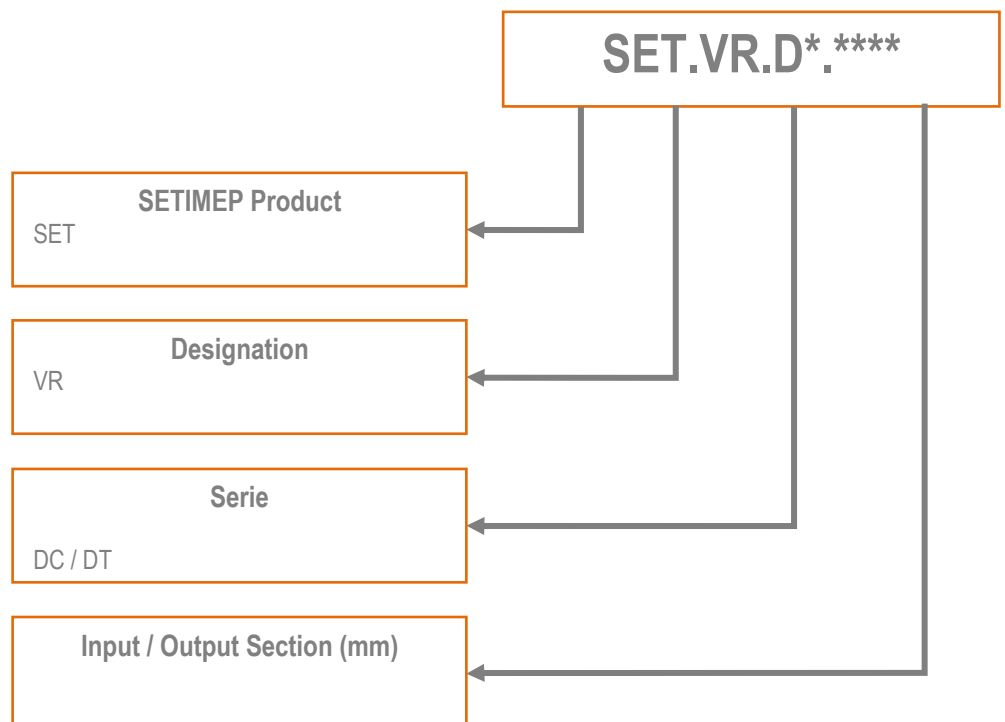 SET.VR.D*.****
SETIMEP Product
SET
Designation
VR
Serie
DC / DT
Input / Output Section (mm)